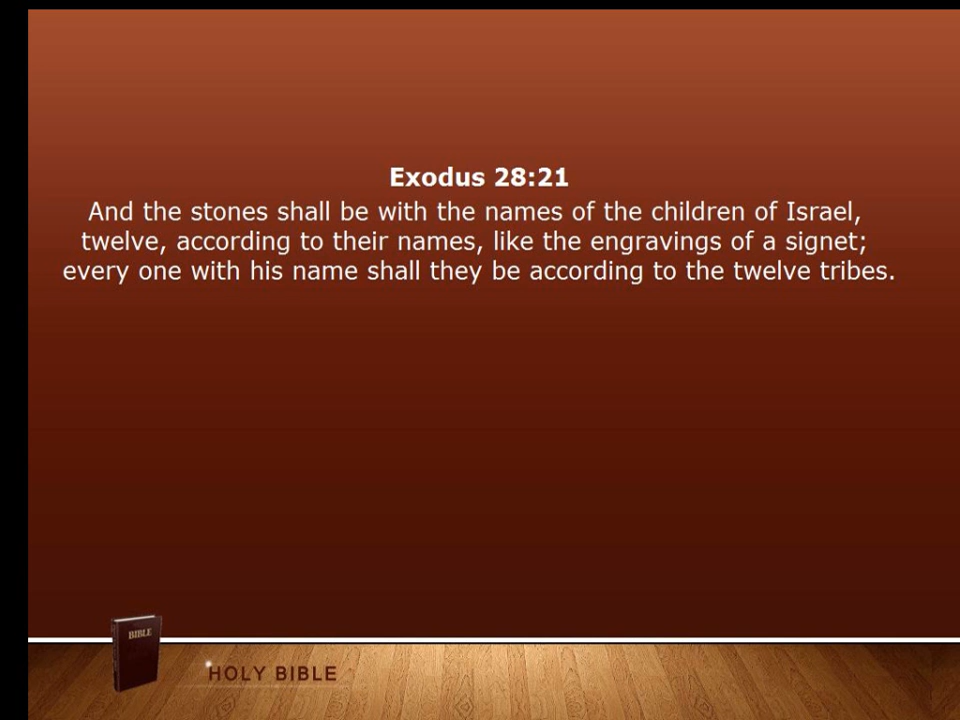 Exodus 28:21
And the stones shall be with the names of the children of Israel,
twelve, according to their names, like the engravings of a signet;
every one with his name shall they be according to the twelve tribes.
BIBLE
HOLY BIBLE